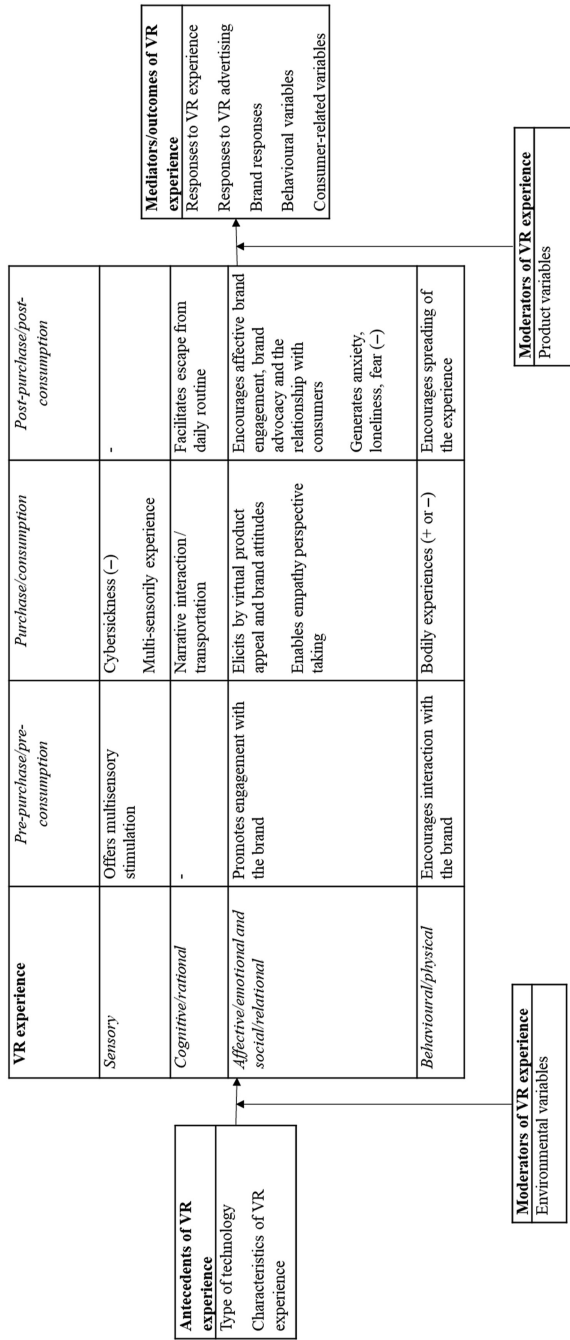 Antecedents of VR
experience
Type of technology
Characteristics of VR
experience
Moderators of VR experience
Environmental variables
VR experience
Pre-purchase/pre-
consumption
Purchase/consumption
Post-purchase/post-
consumption
Sensory
Offers multisensory
stimulation
Cybersickness (−)
Multi-sensorily experience
-
Cognitive/rational
-
Narrative interaction/
transportation
Facilitates escape from
daily routine
Affective/emotional and
social/relational
Promotes engagement with
the brand
Elicits by virtual product
appeal and brand attitudes
Enables empathy perspective
taking
Encourages affective brand
engagement, brand
advocacy and the
relationship with
consumers
Generates anxiety,
loneliness, fear (−)
Behavioural/physical
Encourages interaction with
the brand
Bodily experiences (+ or −)
Encourages spreading of
the experience
Mediators/outcomes of VR
experience
Responses to VR experience
Responses to VR advertising
Brand responses
Behavioural variables
Consumer-related variables
Moderators of VR experience
Product variables